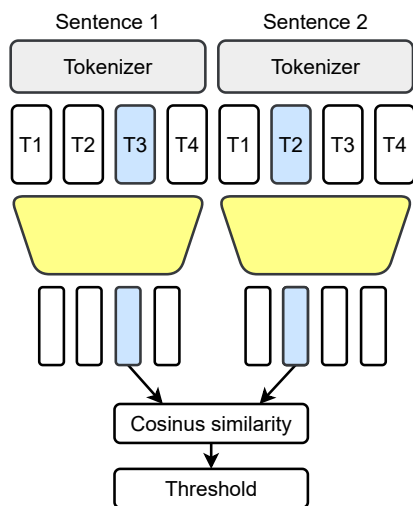 Sentence 1 Sentence 2
Tokenizer Tokenizer
T1 T2 T3 T4 T1 T2 T3 T4
Cosinus similarity
Threshold